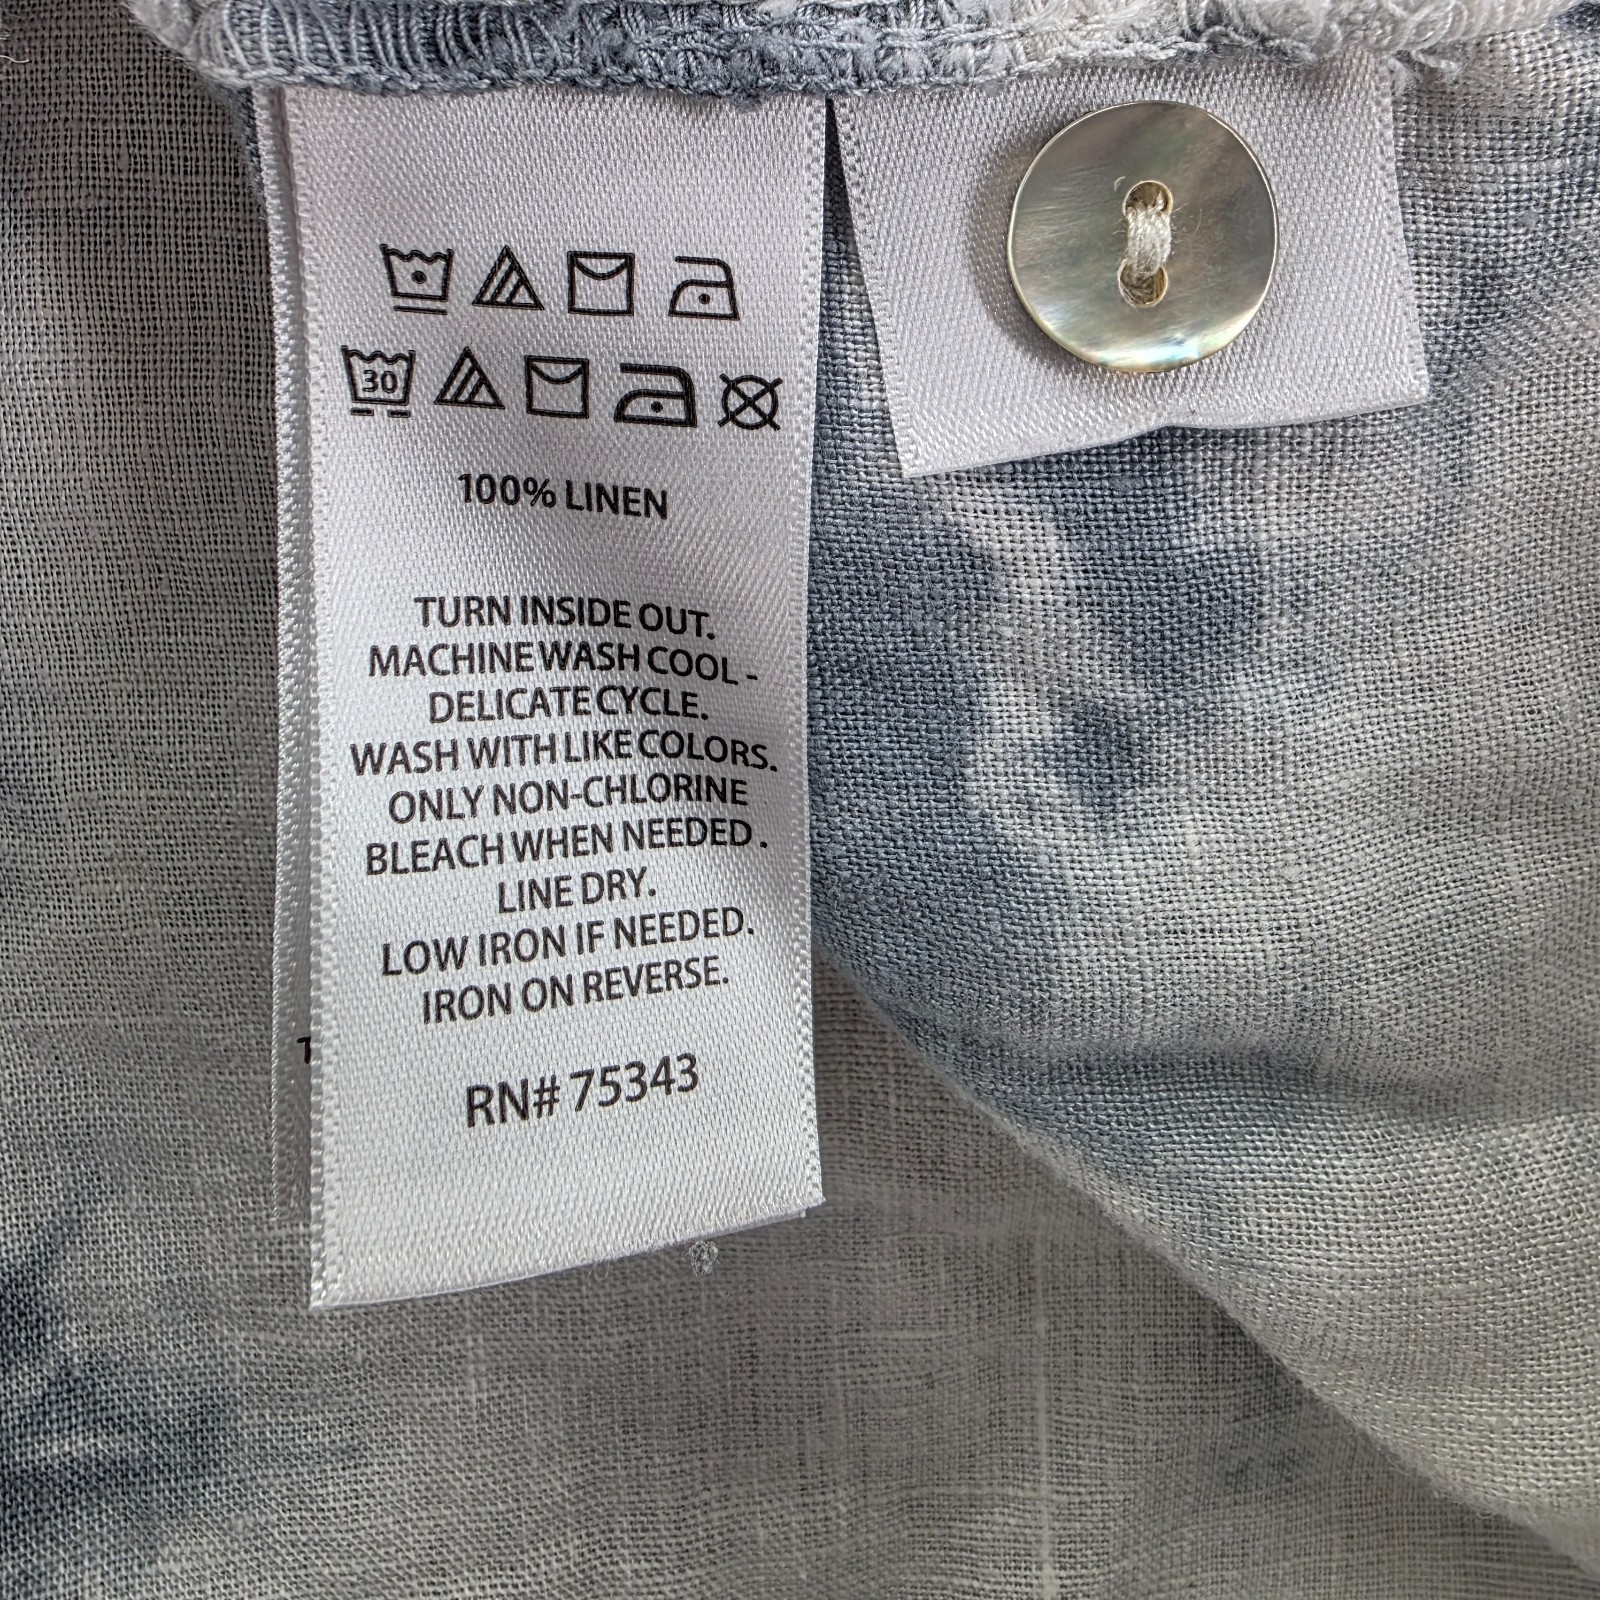 30
100% LINEN
TURN INSIDE OUT.
MACHINE WASH COOL -
DELICATE CYCLE.
WASH WITH LIKE COLORS.
ONLY NON-CHLORINE
BLEACH WHEN NEEDED .
LINE DRY.
LOW IRON IF NEEDED.
IRON ON REVERSE.
RN# 75343